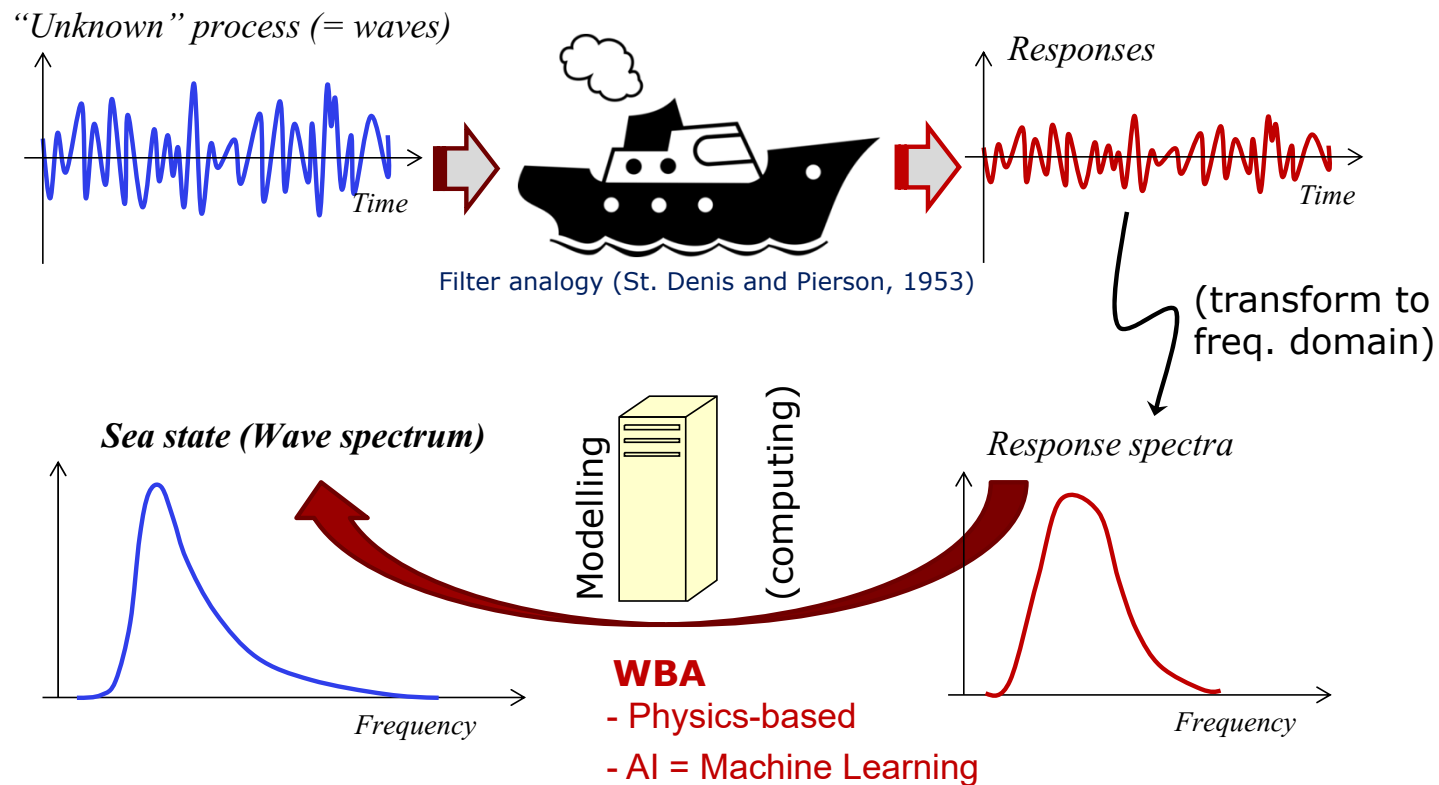 “Unknown” process (= waves)
Responses
Time
Time
Filter analogy (St. Denis and Pierson, 1953)
(transform to
freq. domain)
Sea state (Wave spectrum)
Modelling
(computing)
Response spectra
Frequency
WBA
- Physics-based
- AI = Machine Learning
Frequency